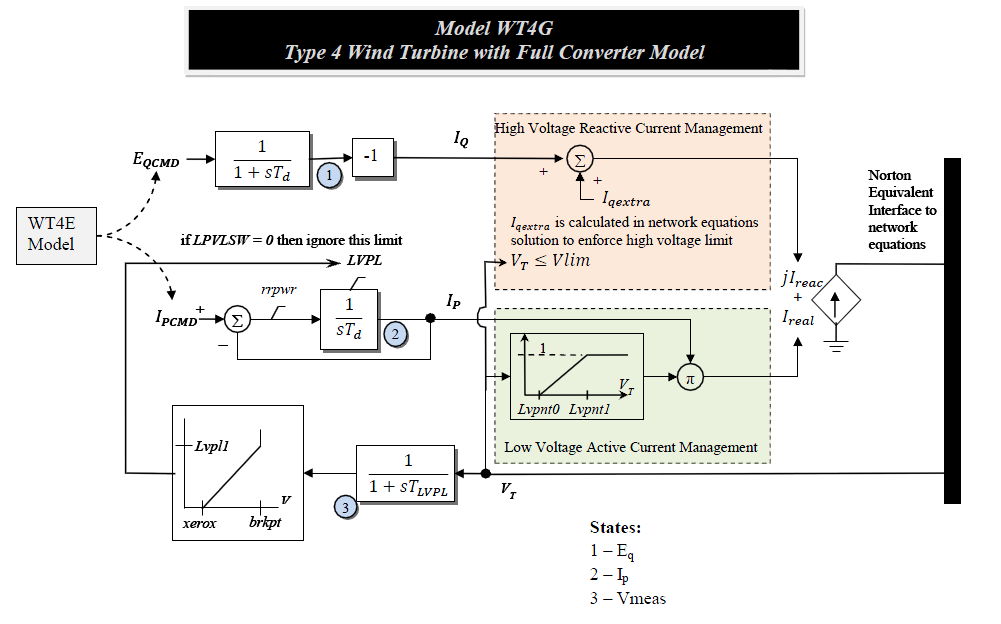 Model WT4G
Type 4 Wind Turbine with Full Converter Model
High Voltage Reactive Current Management
E_QCMD
1
1 + sT_d
1
-1
I_Q
Σ
+
+
I_qextra
I_qextra is calculated in network equations
solution to enforce high voltage limit
V_T ≤ Vlim
Norton
Equivalent
Interface to
network
equations
WT4E
Model
if LPVLSW = 0 then ignore this limit
LVPL
rrpwr
I_PCMD
+
−
Σ
1
sT_d
2
I_P
jI_reac
+
I_real
1
V_T
Lvpnt0 Lvpnt1
π
Low Voltage Active Current Management
Lvpl1
V
xerox
brkpt
1
1 + sT_LVPL
3
V_T
States:
1 – E_q
2 – I_p
3 – Vmeas